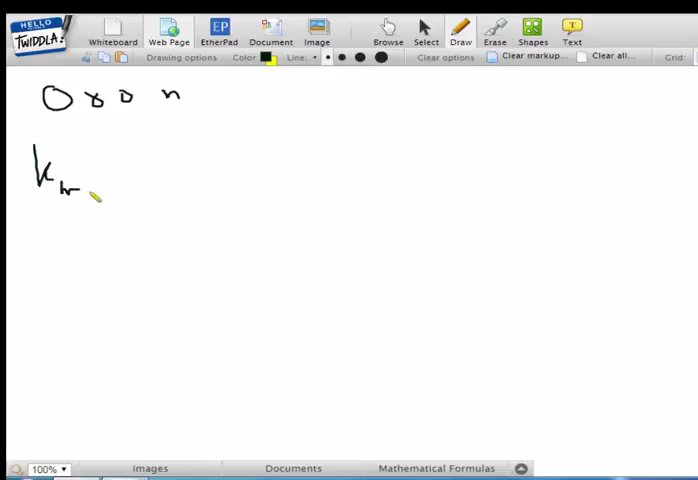 HELLO
TWIDDLA!
Whiteboard Web Page EtherPad Document Image Browse Select Draw Erase Shapes Text
EP
T
Drawing options Color: Line: Clear options Clear markup... Clear all... Grid:
100% Images Documents Mathematical Formulas